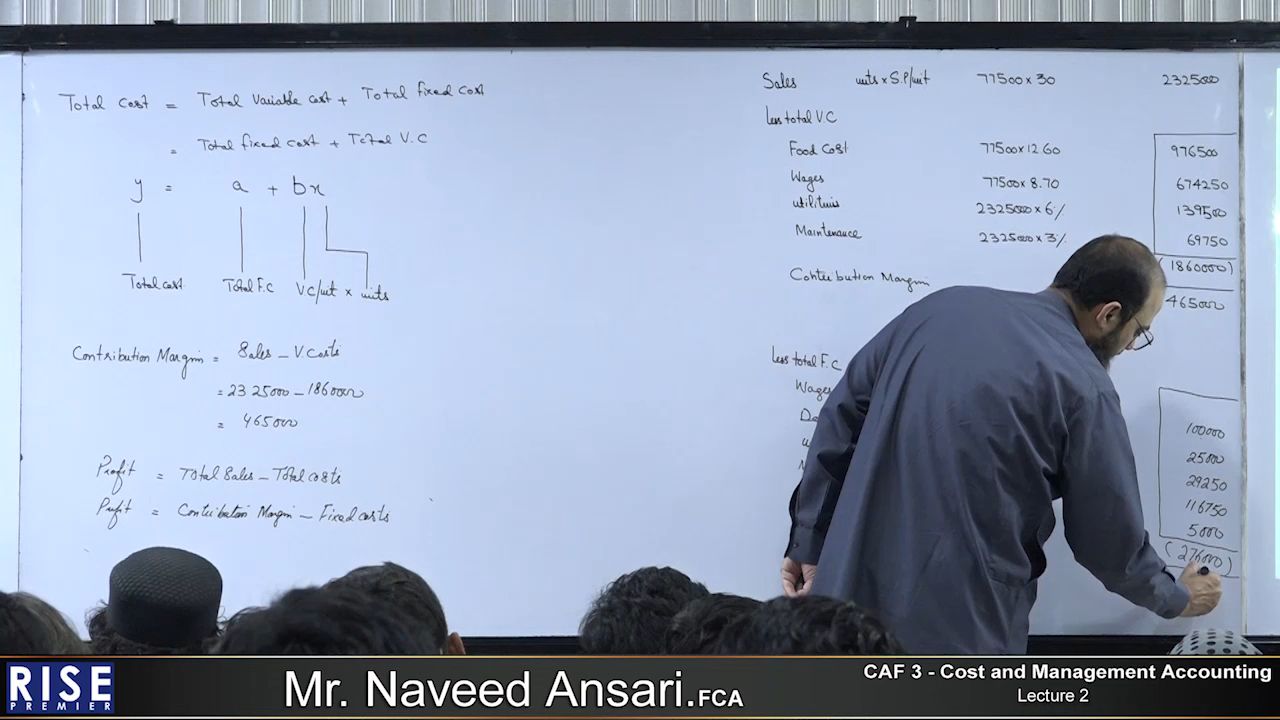 Total cost = Total Variable cost + Total fixed cost
= Total fixed cost + Total V.C
y = a + bx
Total cost Total F.C VC/unit x units
Contribution Margin = Sales - V.Costs
= 2325000 - 1860000
= 465000
Profit = Total Sales - Total costs
Profit = Contribution Margin - Fixed costs
Sales units x S.P/unit 77500 x 30 2325000
Less total V.C
Food Cost 77500 x 12.60 976500
Wages 77500 x 8.70 674250
utilities 2325000 x 6% 139500
Maintenance 2325000 x 3% 69750
(1860000)
Contribution Margin 465000
Less total F.C
Wages
100000
25000
29250
116750
5000
(276000)
RISE
PREMIER
Mr. Naveed Ansari.FCA
CAF 3 - Cost and Management Accounting
Lecture 2